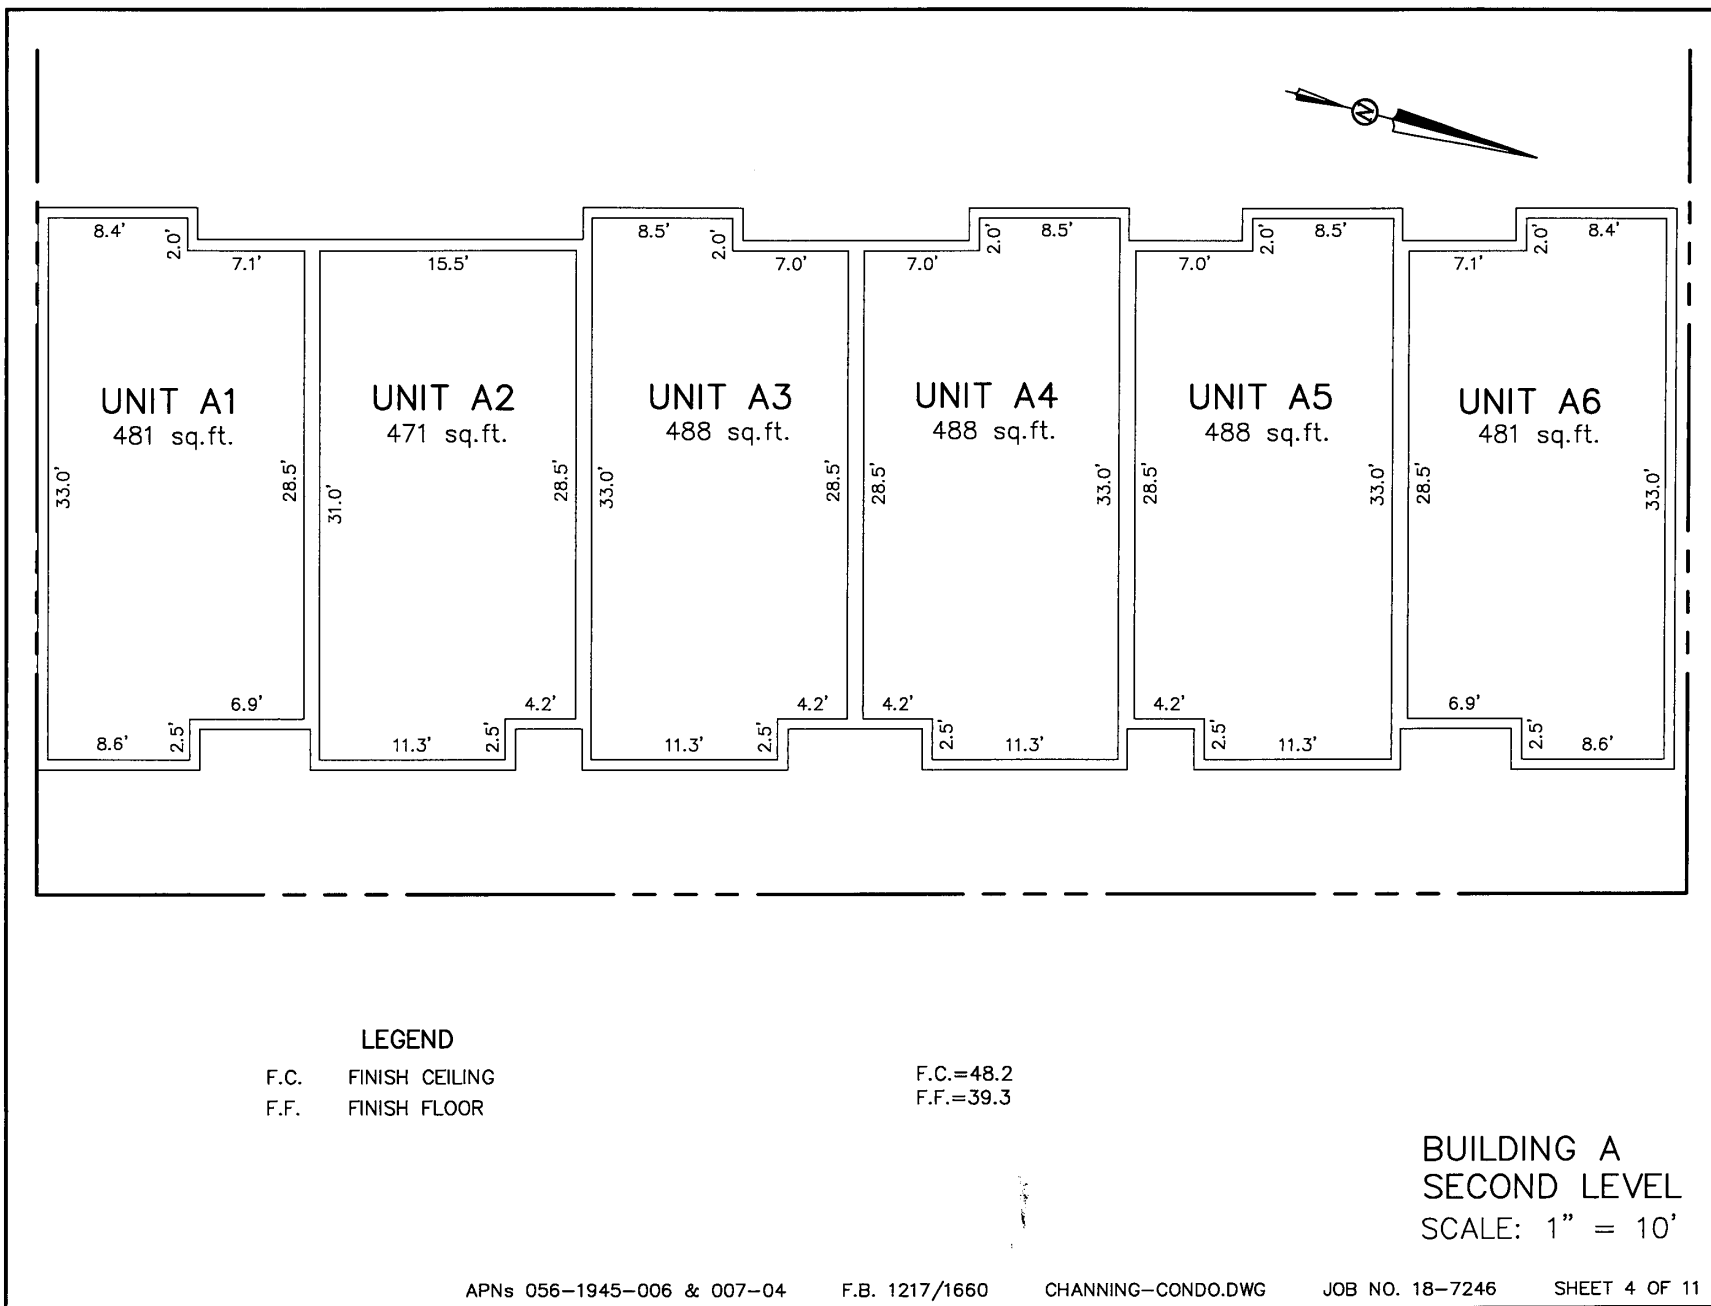 N
8.4' 2.0' 8.5' 2.0' 2.0' 8.5' 2.0' 8.5' 2.0' 8.4'
7.1' 15.5' 7.0' 7.0' 7.0' 7.1'
UNIT A1 UNIT A2 UNIT A3 UNIT A4 UNIT A5 UNIT A6
481 sq.ft. 471 sq.ft. 488 sq.ft. 488 sq.ft. 488 sq.ft. 481 sq.ft.
33.0' 28.5' 31.0' 28.5' 33.0' 28.5' 28.5' 33.0' 28.5' 33.0' 28.5' 33.0'
6.9' 4.2' 4.2' 4.2' 4.2' 6.9'
8.6' 2.5' 11.3' 2.5' 11.3' 2.5' 2.5' 11.3' 2.5' 11.3' 2.5' 8.6'
LEGEND
F.C. FINISH CEILING
F.F. FINISH FLOOR
F.C.=48.2
F.F.=39.3
BUILDING A
SECOND LEVEL
SCALE: 1" = 10'
APNs 056-1945-006 & 007-04 F.B. 1217/1660 CHANNING-CONDO.DWG JOB NO. 18-7246 SHEET 4 OF 11